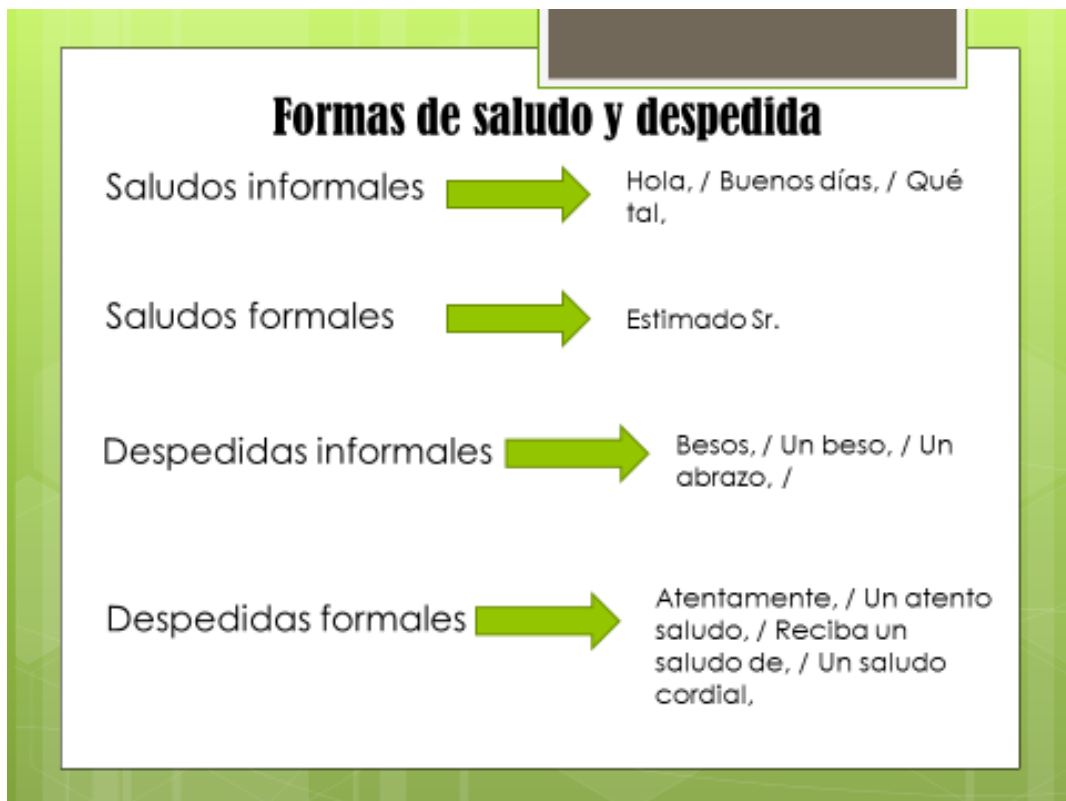 Formas de saludo y despedida
Saludos informales
Hola, / Buenos días, / Qué
tal,
Saludos formales
Estimado Sr.
Despedidas informales
Besos, / Un beso, / Un
abrazo, /
Despedidas formales
Atentamente, / Un atento
saludo, / Reciba un
saludo de, / Un saludo
cordial,